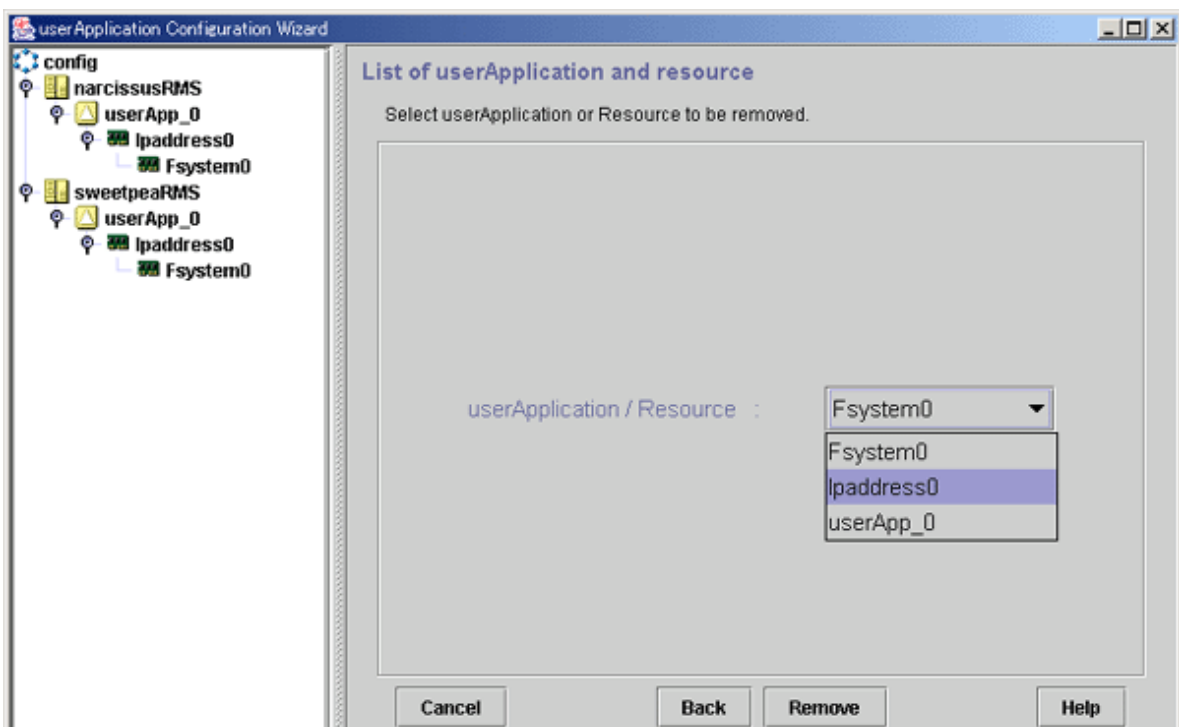 userApplication Configuration Wizard
config
narcissusRMS
userApp_0
Ipaddress0
Fsystem0
sweetpeaRMS
userApp_0
Ipaddress0
Fsystem0
List of userApplication and resource
Select userApplication or Resource to be removed.
userApplication / Resource : Fsystem0
Fsystem0
Ipaddress0
userApp_0
Cancel Back Remove Help